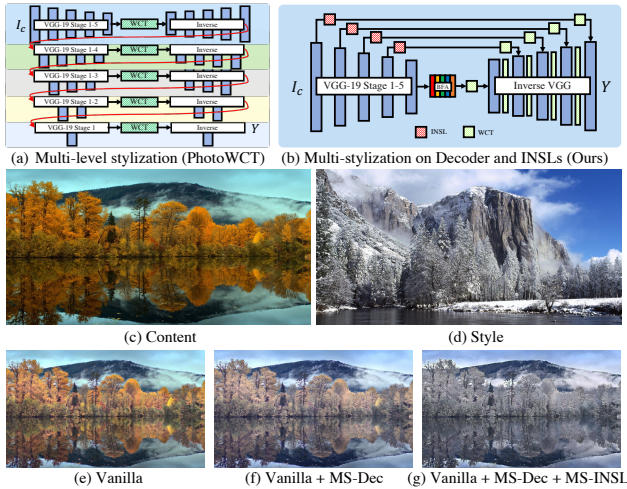 I_c VGG-19 Stage 1-5 WCT Inverse
VGG-19 Stage 1-4 WCT Inverse
VGG-19 Stage 1-3 WCT Inverse
VGG-19 Stage 1-2 WCT Inverse
VGG-19 Stage 1 WCT Inverse Y
(a) Multi-level stylization (PhotoWCT)
I_c VGG-19 Stage 1-5 BFA Inverse VGG Y
INSL WCT
(b) Multi-stylization on Decoder and INSLs (Ours)
(c) Content
(d) Style
(e) Vanilla
(f) Vanilla + MS-Dec
(g) Vanilla + MS-Dec + MS-INSL